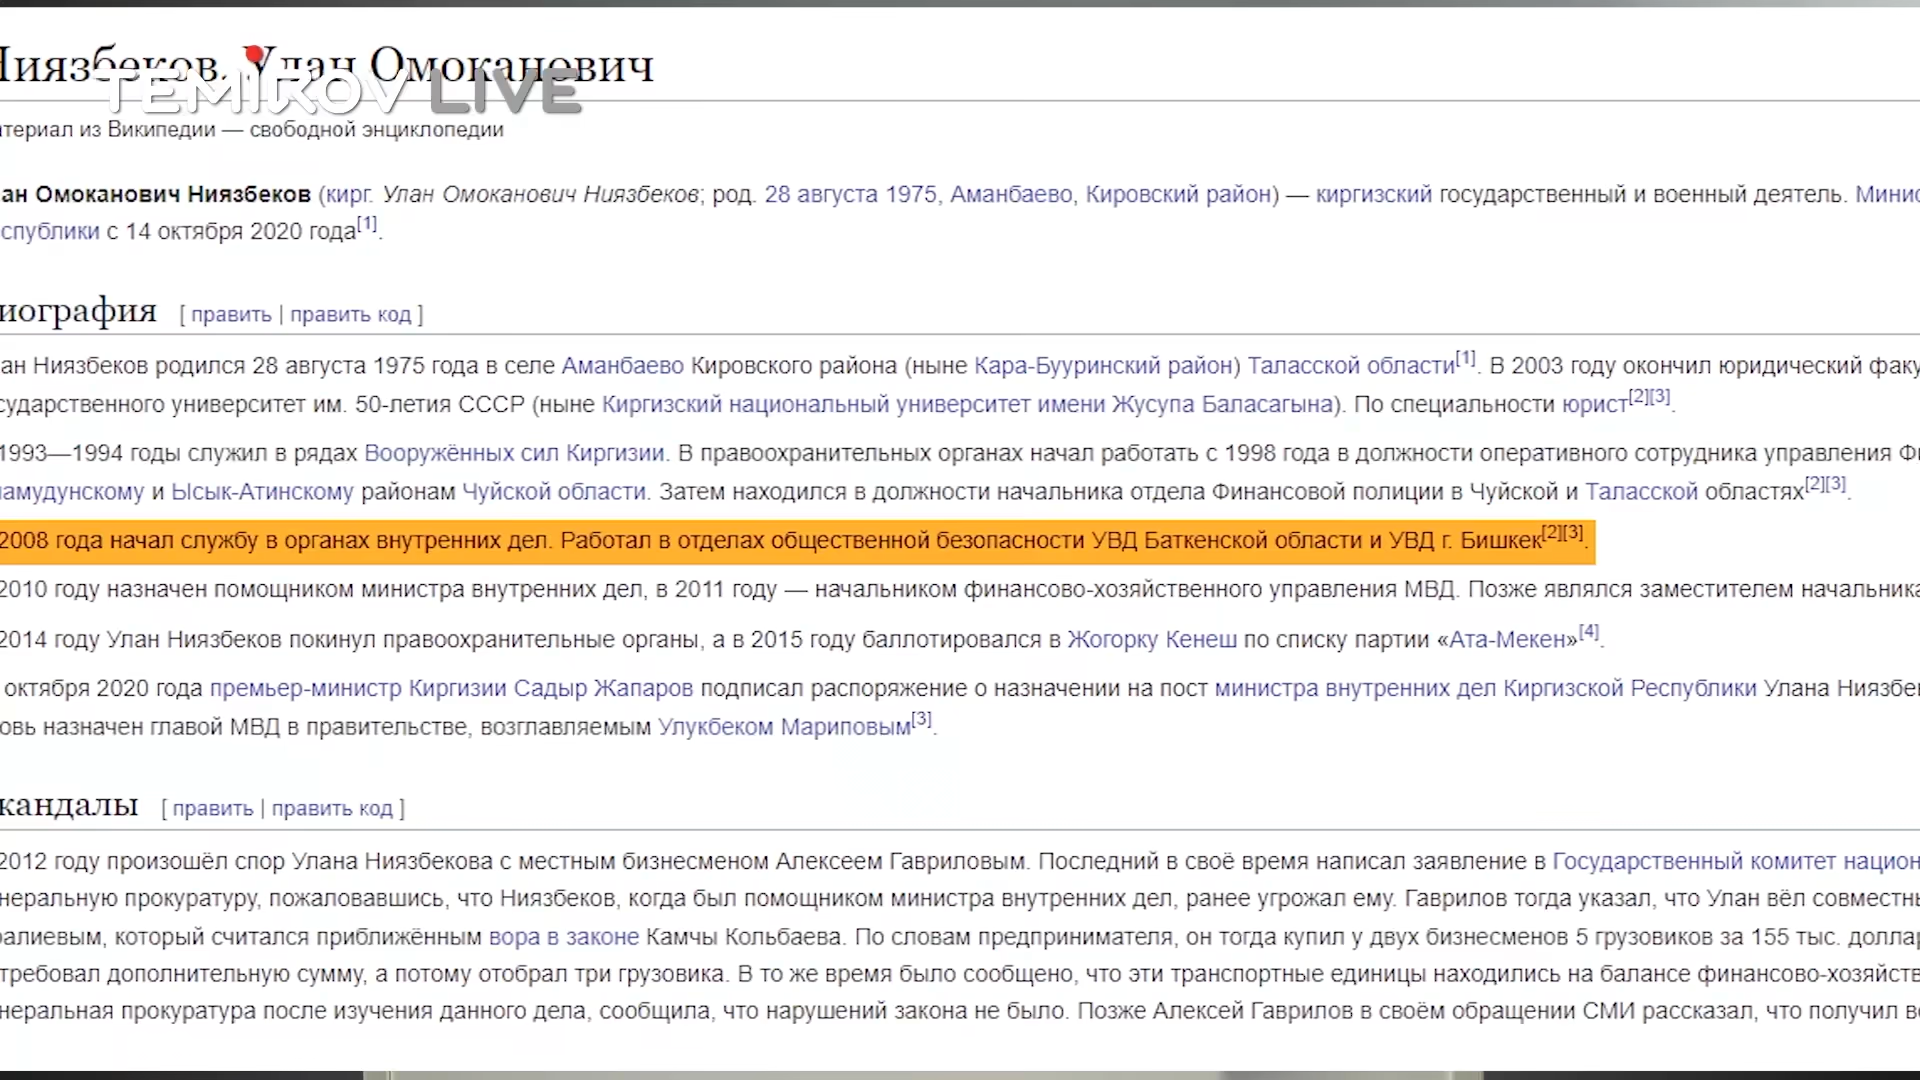 Ниязбеков, Улан Омоканович
TEMIROV LIVE
териал из Википедии — свободной энциклопедии
ан Омоканович Ниязбеков (кирг. Улан Омоканович Ниязбеков; род. 28 августа 1975, Аманбаево, Кировский район) — киргизский государственный и военный деятель. Минис
спублики с 14 октября 2020 года[1].
иография [ править | править код ]
ан Ниязбеков родился 28 августа 1975 года в селе Аманбаево Кировского района (ныне Кара-Бууринский район) Таласской области[1]. В 2003 году окончил юридический факу
сударственного университет им. 50-летия СССР (ныне Киргизский национальный университет имени Жусупа Баласагына). По специальности юрист[2][3].
1993—1994 годы служил в рядах Вооружённых сил Киргизии. В правоохранительных органах начал работать с 1998 года в должности оперативного сотрудника управления Фи
амудунскому и Ысык-Атинскому районам Чуйской области. Затем находился в должности начальника отдела Финансовой полиции в Чуйской и Таласской областях[2][3].
2008 года начал службу в органах внутренних дел. Работал в отделах общественной безопасности УВД Баткенской области и УВД г. Бишкек[2][3].
2010 году назначен помощником министра внутренних дел, в 2011 году — начальником финансово-хозяйственного управления МВД. Позже являлся заместителем начальника
2014 году Улан Ниязбеков покинул правоохранительные органы, а в 2015 году баллотировался в Жогорку Кенеш по списку партии «Ата-Мекен»[4].
октября 2020 года премьер-министр Киргизии Садыр Жапаров подписал распоряжение о назначении на пост министра внутренних дел Киргизской Республики Улана Ниязбе
овь назначен главой МВД в правительстве, возглавляемым Улукбеком Мариповым[3].
кандалы [ править | править код ]
2012 году произошёл спор Улана Ниязбекова с местным бизнесменом Алексеем Гавриловым. Последний в своё время написал заявление в Государственный комитет национ
неральную прокуратуру, пожаловавшись, что Ниязбеков, когда был помощником министра внутренних дел, ранее угрожал ему. Гаврилов тогда указал, что Улан вёл совместнь
алиевым, который считался приближённым вора в законе Камчы Кольбаева. По словам предпринимателя, он тогда купил у двух бизнесменов 5 грузовиков за 155 тыс. доллар
требовал дополнительную сумму, а потому отобрал три грузовика. В то же время было сообщено, что эти транспортные единицы находились на балансе финансово-хозяйств
неральная прокуратура после изучения данного дела, сообщила, что нарушений закона не было. Позже Алексей Гаврилов в своём обращении СМИ рассказал, что получил в